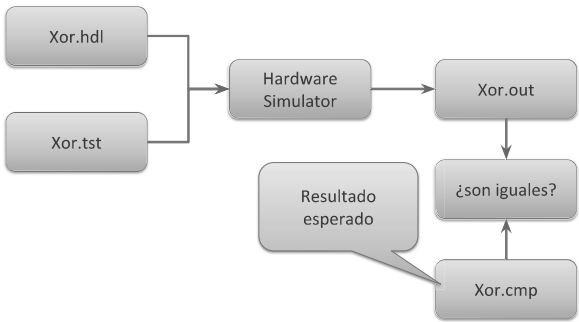 Xor.hdl
Xor.tst
Hardware
Simulator
Xor.out
¿son iguales?
Resultado
esperado
Xor.cmp